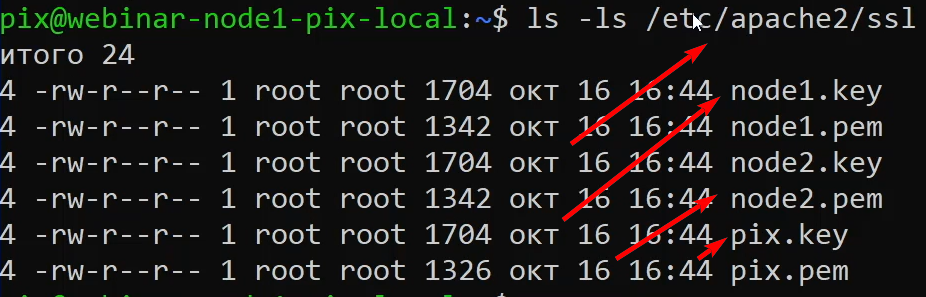 pix@webinar-node1-pix-local:~$ ls -ls /etc/apache2/ssl
итого 24
4 -rw-r--r-- 1 root root 1704 окт 16 16:44 node1.key
4 -rw-r--r-- 1 root root 1342 окт 16 16:44 node1.pem
4 -rw-r--r-- 1 root root 1704 окт 16 16:44 node2.key
4 -rw-r--r-- 1 root root 1342 окт 16 16:44 node2.pem
4 -rw-r--r-- 1 root root 1704 окт 16 16:44 pix.key
4 -rw-r--r-- 1 root root 1326 окт 16 16:44 pix.pem